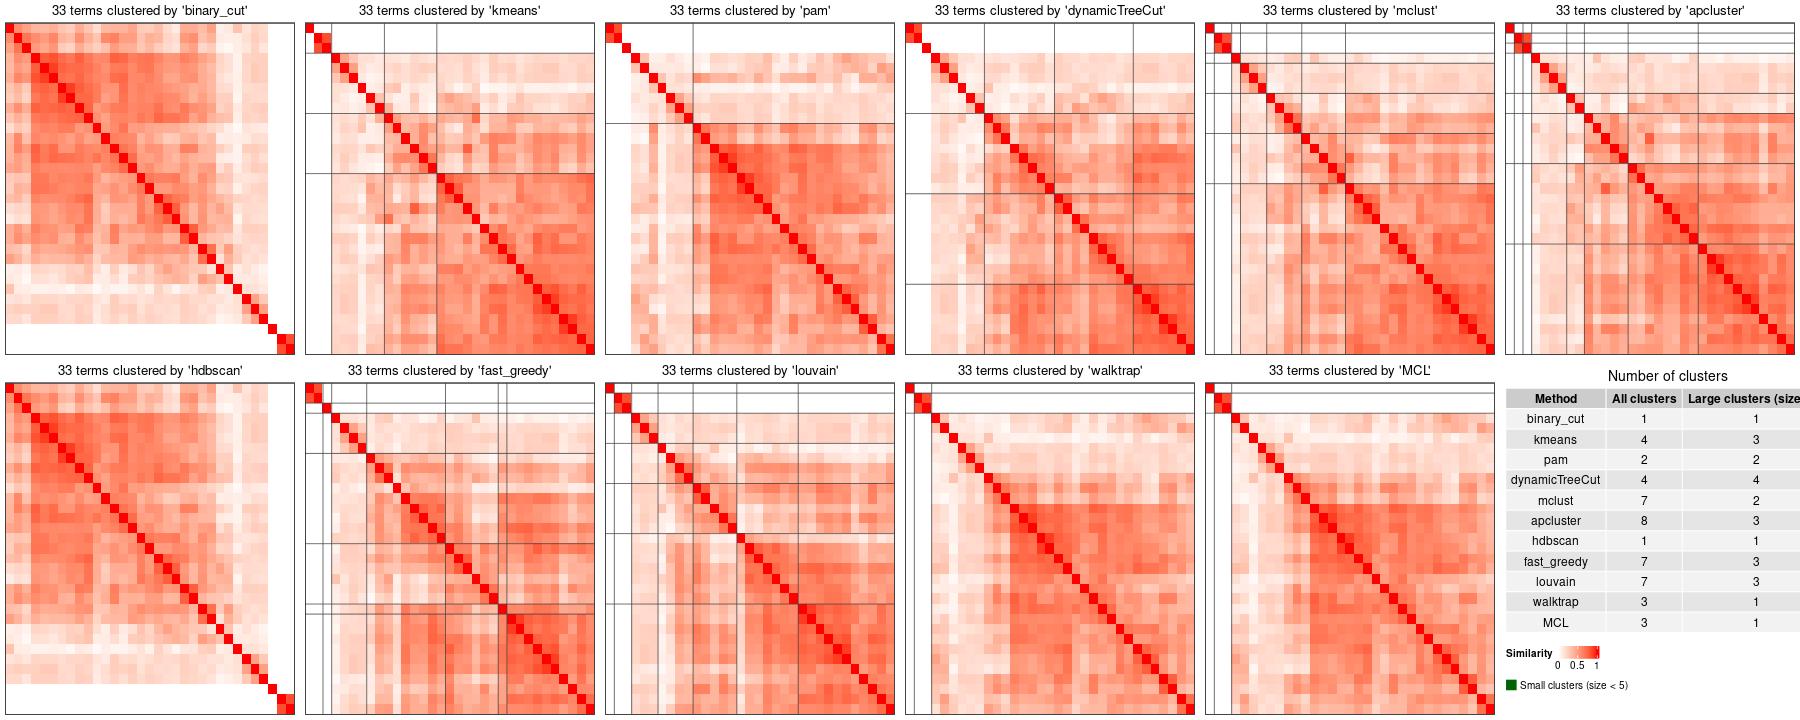 33 terms clustered by 'binary_cut'
33 terms clustered by 'kmeans'
33 terms clustered by 'pam'
33 terms clustered by 'dynamicTreeCut'
33 terms clustered by 'mclust'
33 terms clustered by 'apcluster'
33 terms clustered by 'hdbscan'
33 terms clustered by 'fast_greedy'
33 terms clustered by 'louvain'
33 terms clustered by 'walktrap'
33 terms clustered by 'MCL'
Number of clusters
Method All clusters Large clusters (size
binary_cut 1 1
kmeans 4 3
pam 2 2
dynamicTreeCut 4 4
mclust 7 2
apcluster 8 3
hdbscan 1 1
fast_greedy 7 3
louvain 7 3
walktrap 3 1
MCL 3 1
Similarity
0 0.5 1
Small clusters (size < 5)